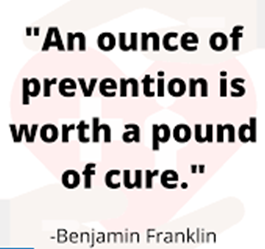 "An ounce of
prevention is
worth a pound
of cure."
-Benjamin Franklin